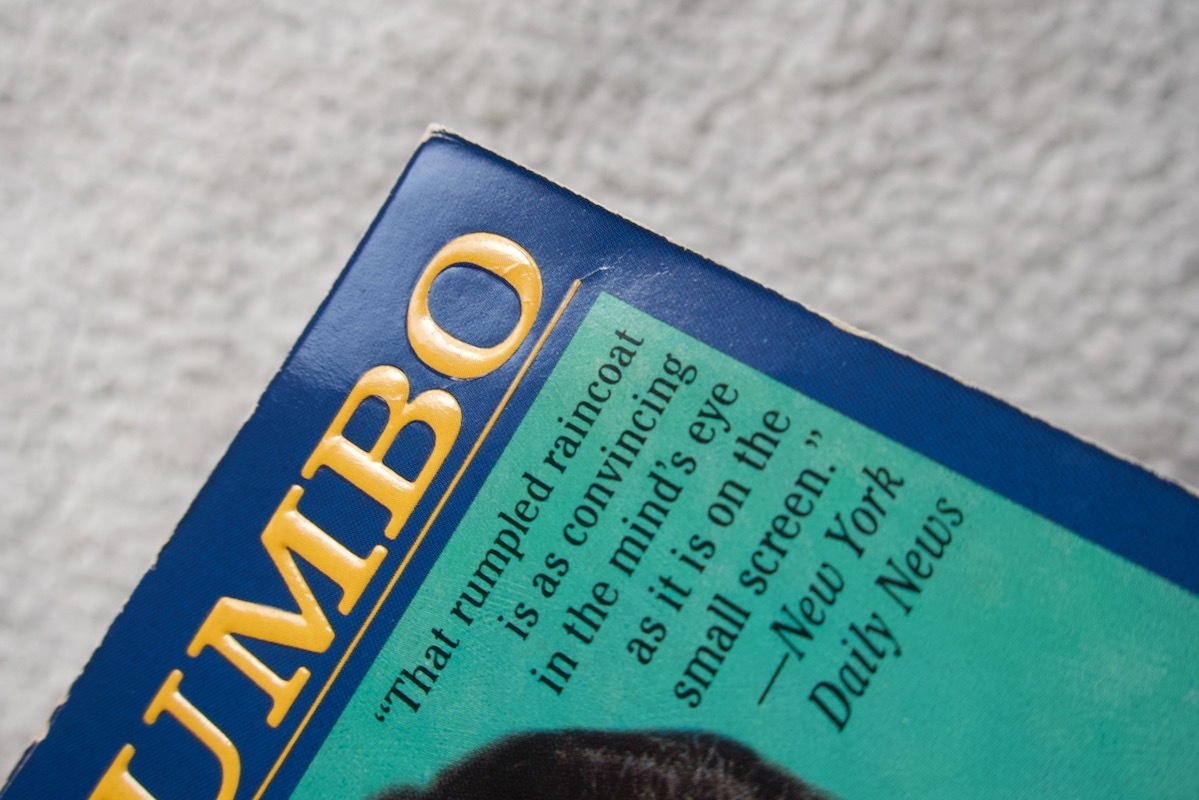 UMBO
“That rumpled raincoat
is as convincing
in the mind’s eye
as it is on the
small screen.”
—New York
Daily News